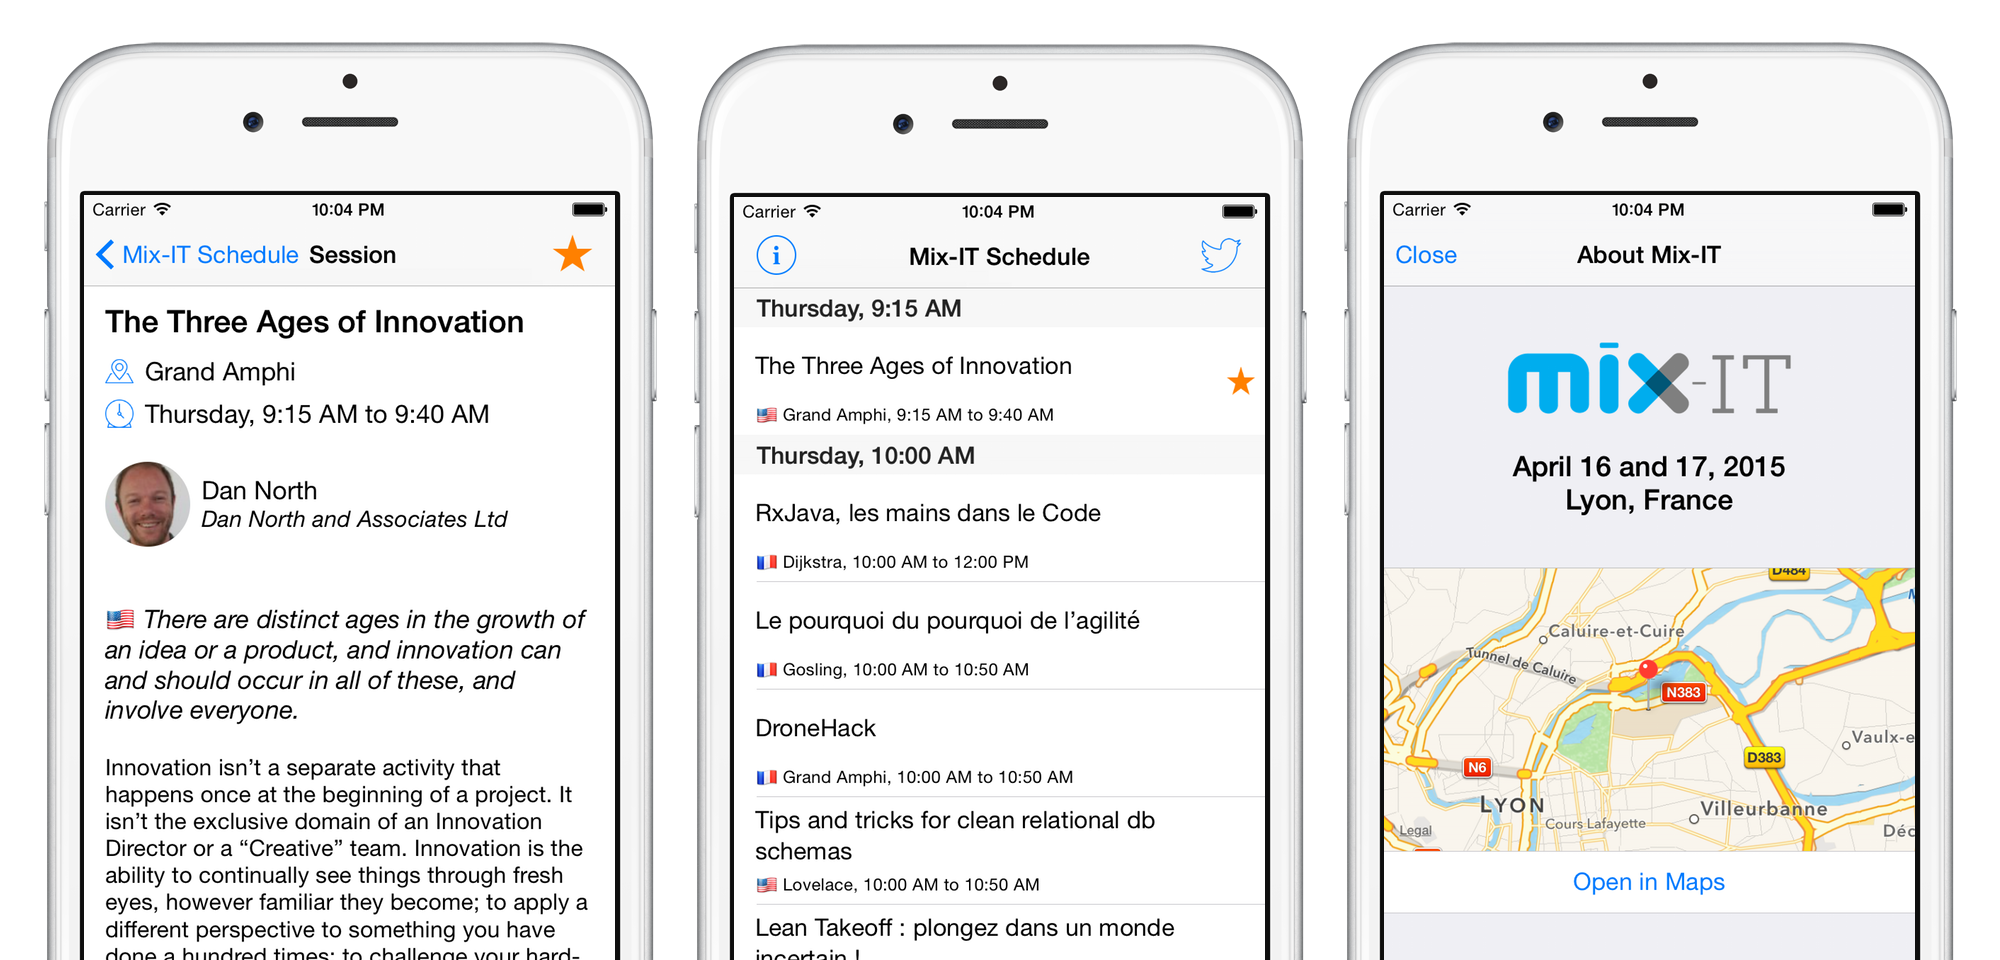 Carrier 10:04 PM
Mix-IT Schedule Session
The Three Ages of Innovation
Grand Amphi
Thursday, 9:15 AM to 9:40 AM
Dan North
Dan North and Associates Ltd
There are distinct ages in the growth of
an idea or a product, and innovation can
and should occur in all of these, and
involve everyone.
Innovation isn’t a separate activity that
happens once at the beginning of a project. It
isn’t the exclusive domain of an Innovation
Director or a “Creative” team. Innovation is the
ability to continually see things through fresh
eyes, however familiar they become; to apply a
different perspective to something you have
done a hundred times; to challenge your hard-
Carrier 10:04 PM
Mix-IT Schedule
Thursday, 9:15 AM
The Three Ages of Innovation
Grand Amphi, 9:15 AM to 9:40 AM
Thursday, 10:00 AM
RxJava, les mains dans le Code
Dijkstra, 10:00 AM to 12:00 PM
Le pourquoi du pourquoi de l’agilité
Gosling, 10:00 AM to 10:50 AM
DroneHack
Grand Amphi, 10:00 AM to 10:50 AM
Tips and tricks for clean relational db
schemas
Lovelace, 10:00 AM to 10:50 AM
Lean Takeoff : plongez dans un monde
incertain !
Carrier 10:04 PM
Close About Mix-IT
mix-IT
April 16 and 17, 2015
Lyon, France
D484
Caluire-et-Cuire
Tunnel de Caluire
N383
Vaulx-e
D383
N6
LYON
Villeurbanne
Cours Lafayette
Legal
Déc
Open in Maps